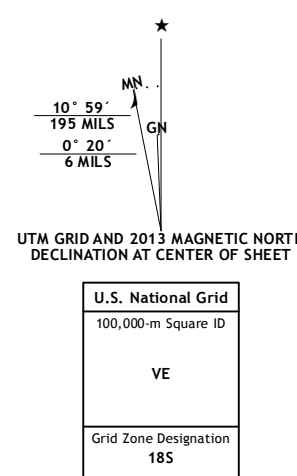 ★
MN
10° 59´
195 MILS
GN
0° 20´
6 MILS
UTM GRID AND 2013 MAGNETIC NORTH
DECLINATION AT CENTER OF SHEET
U.S. National Grid
100,000-m Square ID
VE
Grid Zone Designation
18S